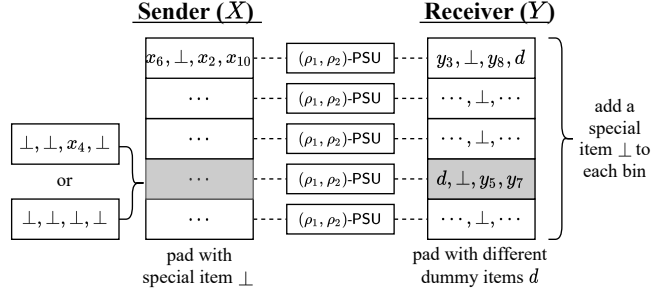 Sender (X)
Receiver (Y)
x₆, ⊥, x₂, x₁₀
(ρ₁, ρ₂)-PSU
y₃, ⊥, y₈, d
⋯
(ρ₁, ρ₂)-PSU
⋯, ⊥, ⋯
⋯
(ρ₁, ρ₂)-PSU
⋯, ⊥, ⋯
⋯
(ρ₁, ρ₂)-PSU
d, ⊥, y₅, y₇
⋯
(ρ₁, ρ₂)-PSU
⋯, ⊥, ⋯
⊥, ⊥, x₄, ⊥
or
⊥, ⊥, ⊥, ⊥
add a
special
item ⊥ to
each bin
pad with
special item ⊥
pad with different
dummy items d